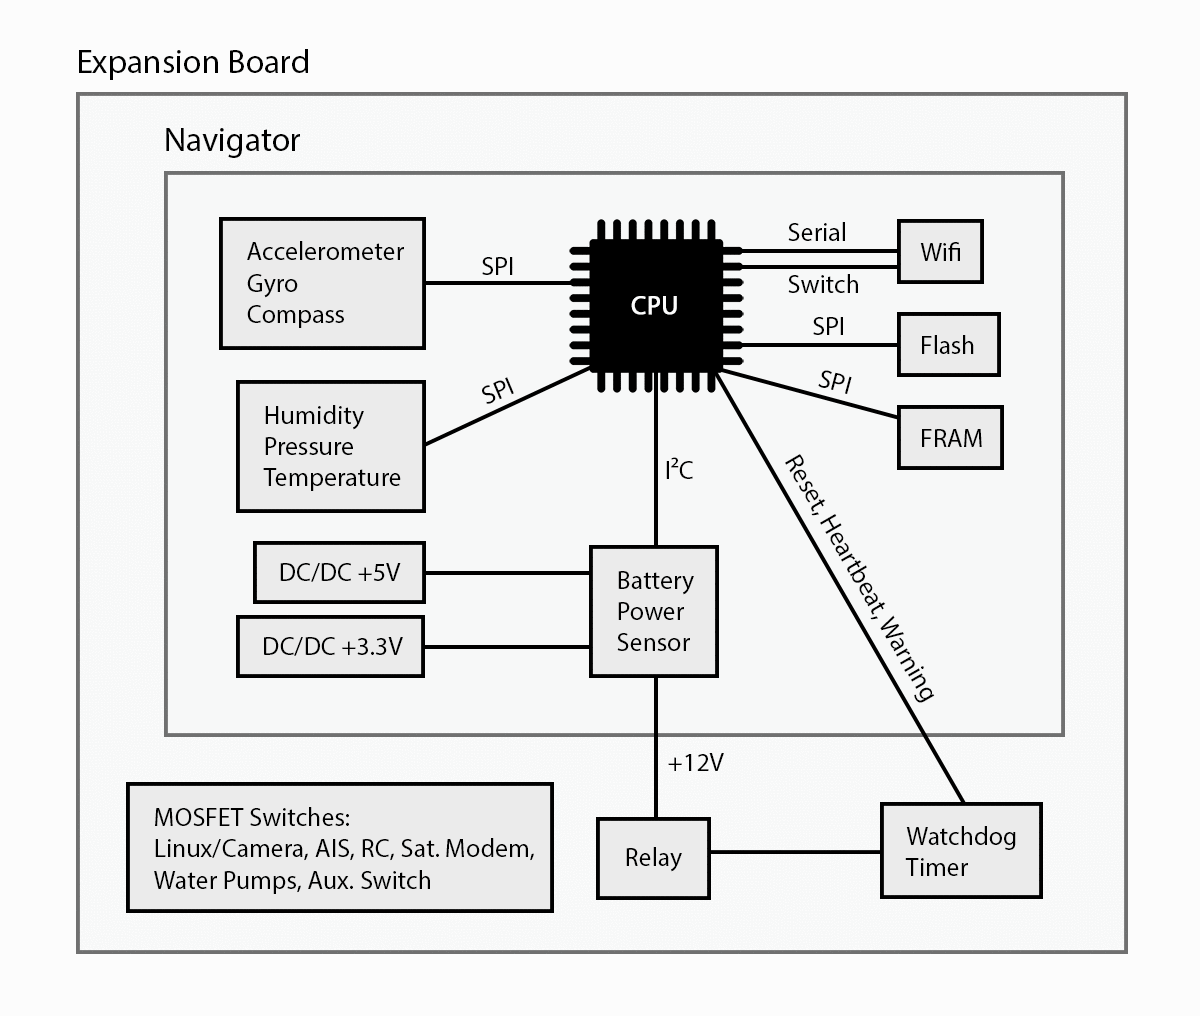 Expansion Board
Navigator
Accelerometer
Gyro
Compass
SPI
CPU
Serial
Switch
Wifi
SPI
Flash
SPI
FRAM
Humidity
Pressure
Temperature
SPI
I²C
Reset, Heartbeat, Warning
DC/DC +5V
DC/DC +3.3V
Battery
Power
Sensor
+12V
MOSFET Switches:
Linux/Camera, AIS, RC, Sat. Modem,
Water Pumps, Aux. Switch
Relay
Watchdog
Timer